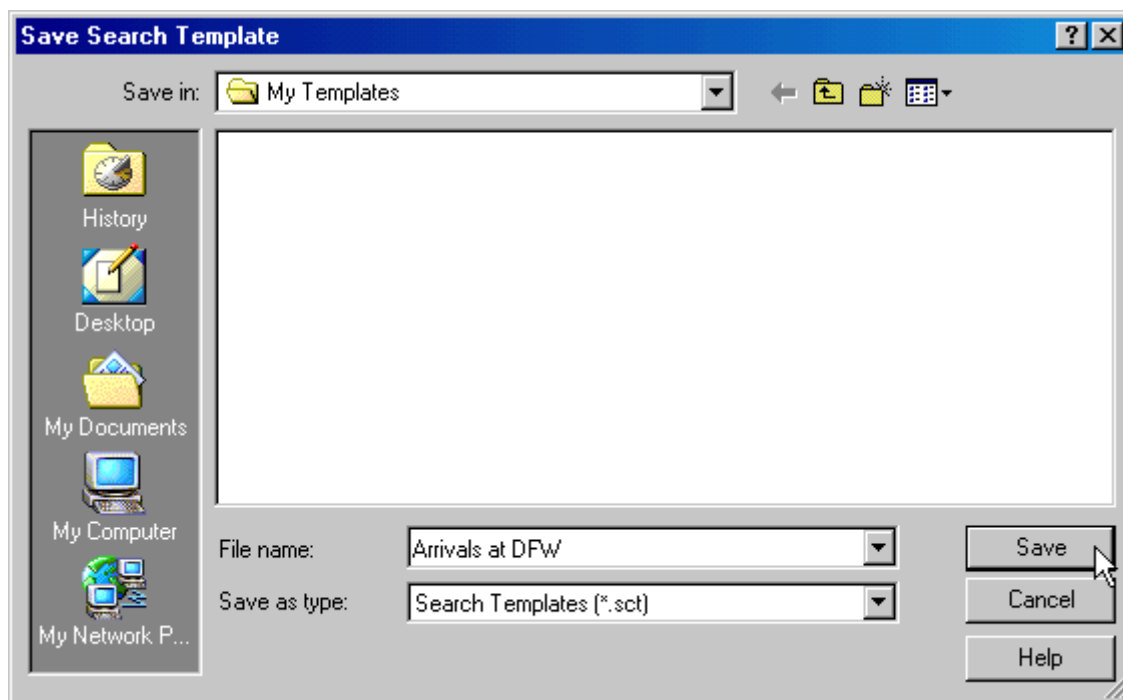 Save Search Template
Save in: My Templates
History
Desktop
My Documents
My Computer
My Network P...
File name: Arrivals at DFW
Save as type: Search Templates (*.sct)
Save
Cancel
Help